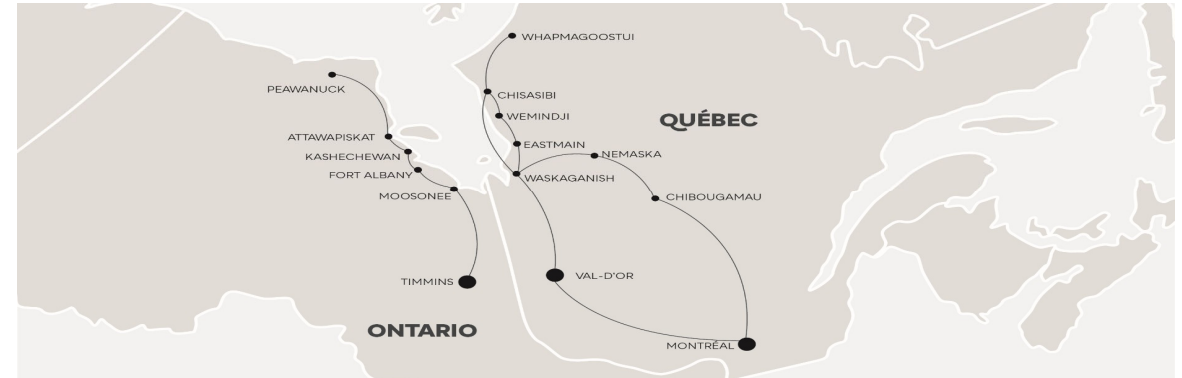 WHAPMAGOOSTUI
PEAWANUCK
CHISASIBI
WEMINDJI
QUÉBEC
ATTAWAPISKAT
EASTMAIN
KASHECHEWAN
NEMASKA
FORT ALBANY
WASKAGANISH
MOOSONEE
CHIBOUGAMAU
TIMMINS
VAL-D'OR
ONTARIO
MONTRÉAL